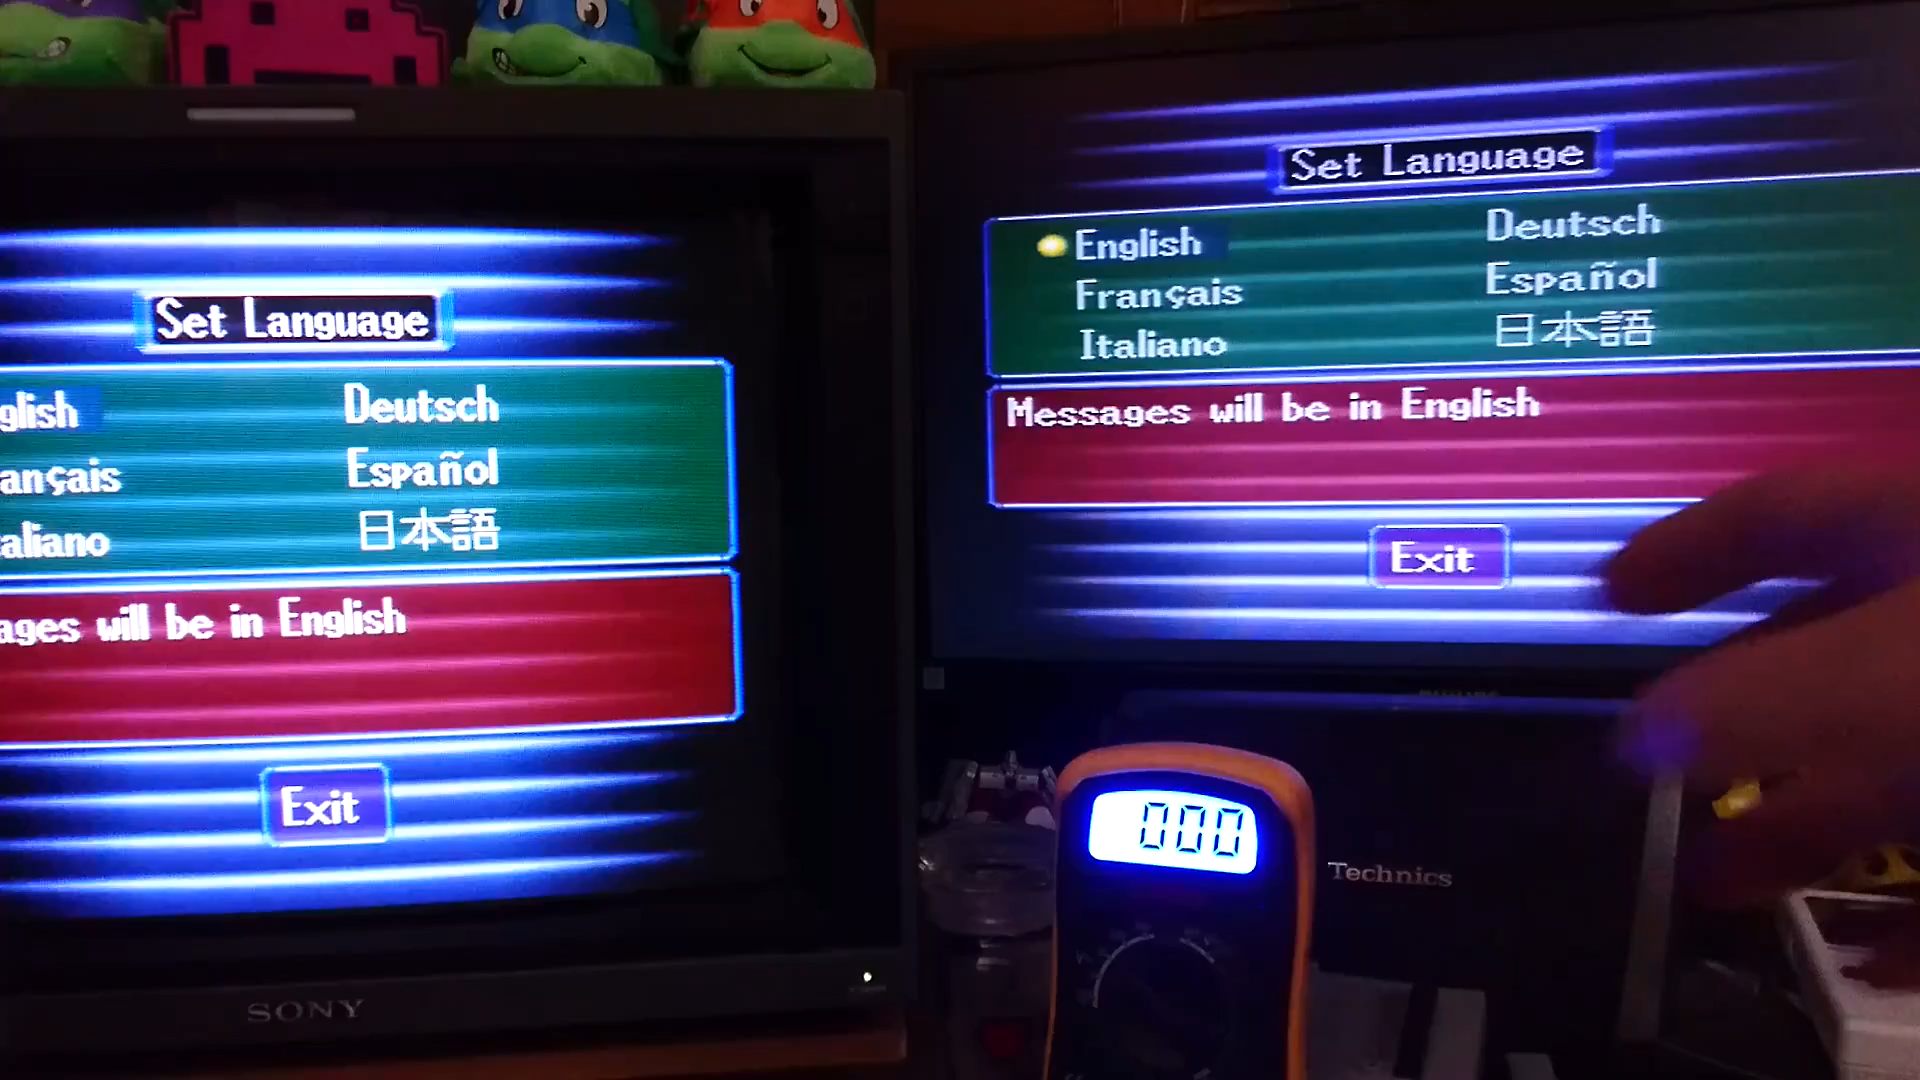 Set Language
glish Deutsch
ançais Español
aliano 日本語
ages will be in English
Exit
SONY
Set Language
English Deutsch
Français Español
Italiano 日本語
Messages will be in English
Exit
PHILIPS
000
Technics